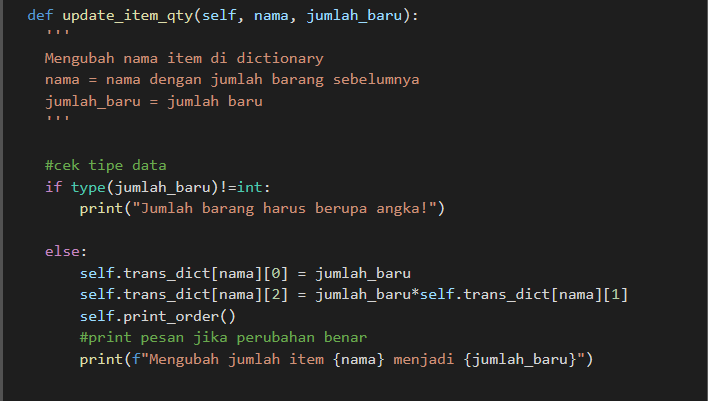 def update_item_qty(self, nama, jumlah_baru):
'''
Mengubah nama item di dictionary
nama = nama dengan jumlah barang sebelumnya
jumlah_baru = jumlah baru
'''
#cek tipe data
if type(jumlah_baru)!=int:
print("Jumlah barang harus berupa angka!")
else:
self.trans_dict[nama][0] = jumlah_baru
self.trans_dict[nama][2] = jumlah_baru*self.trans_dict[nama][1]
self.print_order()
#print pesan jika perubahan benar
print(f"Mengubah jumlah item {nama} menjadi {jumlah_baru}")